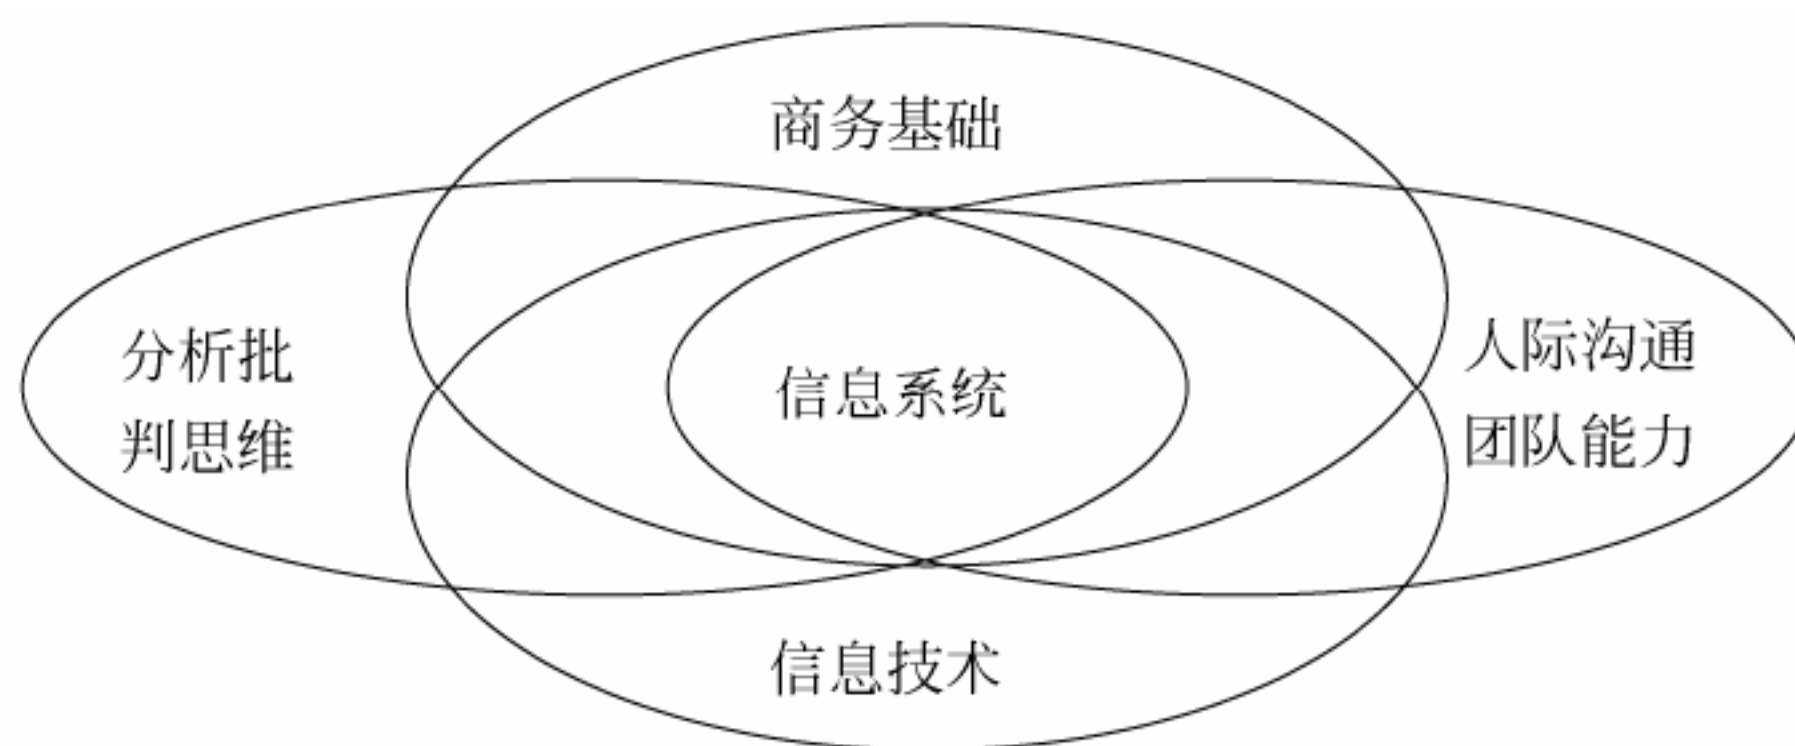 商务基础
分析批
判思维
信息系统
人际沟通
团队能力
信息技术